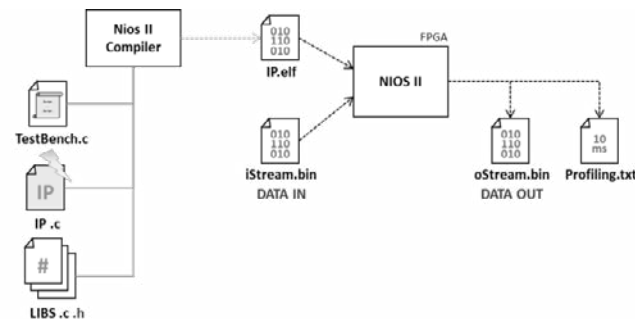 Nios II
Compiler
010
110
010
IP.elf
FPGA
NIOS II
TestBench.c
IP
IP .c
#
LIBS .c .h
010
110
010
iStream.bin
DATA IN
010
110
010
oStream.bin
DATA OUT
10
ms
Profiling.txt